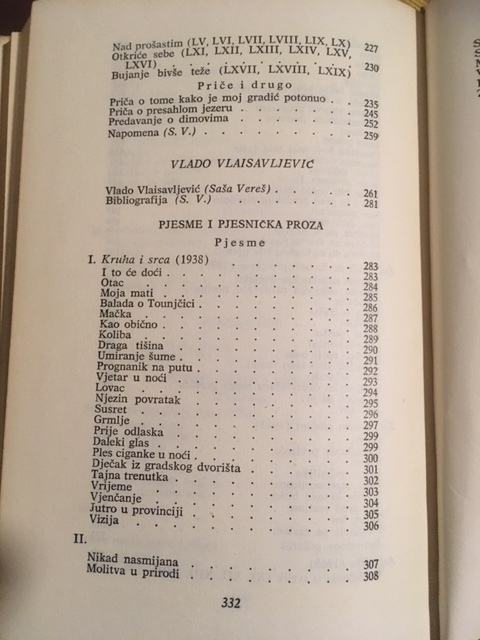 Nad prošastim (LV, LVI, LVII, LVIII, LIX, LX) 227
Otkriće sebe (LXI, LXII, LXIII, LXIV, LXV,
LXVI) . . . . . . . 230
Bujanje bivše teže (LXVII, LXVIII, LXIX)
Priče i drugo
Priča o tome kako je moj gradić potonuo . . 235
Priča o presahlom jezeru . . . . . 245
Predavanje o dimovima . . . . . 252
Napomena (S. V.) . . . . . . . 259
VLADO VLAISAVLJEVIĆ
Vlado Vlaisavljević (Saša Vereš) . . . . 261
Bibliografija (S. V.) . . . . . . . 281
PJESME I PJESNIČKA PROZA
Pjesme
I. Kruha i srca (1938) . . . . . . 283
I to će doći . . . . . . . . 283
Otac . . . . . . . . . 284
Moja mati . . . . . . . . 285
Balada o Tounjčici . . . . . . . 286
Mačka . . . . . . . . . 287
Kao obično . . . . . . . . 288
Koliba . . . . . . . . . 289
Draga tišina . . . . . . . . 290
Umiranje šume . . . . . . . 291
Prognanik na putu . . . . . . . 292
Vjetar u noći . . . . . . . . 293
Lovac . . . . . . . . . 294
Njezin povratak . . . . . . . 295
Susret . . . . . . . . . 296
Grmlje . . . . . . . . . 297
Prije odlaska . . . . . . . . 299
Daleki glas . . . . . . . . 299
Ples ciganke u noći . . . . . . . 300
Dječak iz gradskog dvorišta . . . . . 301
Tajna trenutka . . . . . . . . 302
Vrijeme . . . . . . . . . 303
Vjenčanje . . . . . . . . 304
Jutro u provinciji . . . . . . . 305
Vizija . . . . . . . . . 306
II.
Nikad nasmijana . . . . . . . 307
Molitva u prirodi . . . . . . . 308
332